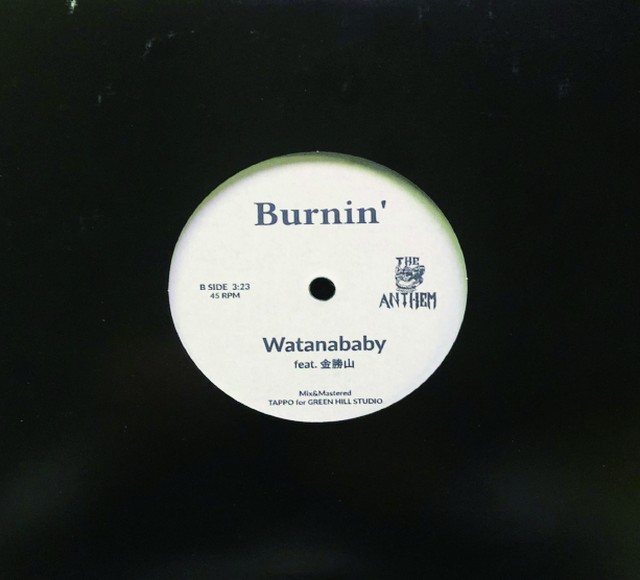 Burnin'
B SIDE 3:23
45 RPM
THE
ANTHEM
Watanababy
feat. 金勝山
Mix&Mastered
TAPPO for GREEN HILL STUDIO